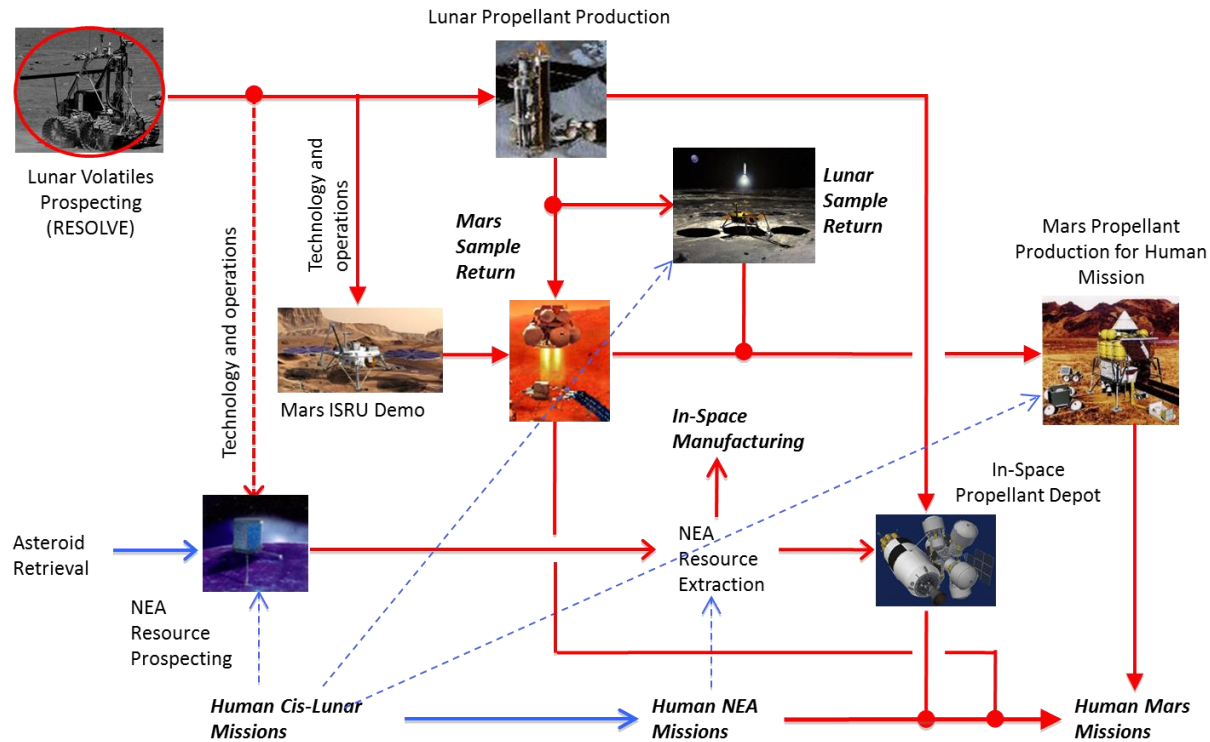 Lunar Propellant Production
Lunar Volatiles
Prospecting
(RESOLVE)
Technology and operations
Technology and
operations
Mars
Sample
Return
Lunar
Sample
Return
Mars Propellant
Production for Human
Mission
Mars ISRU Demo
In-Space
Manufacturing
In-Space
Propellant Depot
Asteroid
Retrieval
NEA
Resource
Extraction
NEA
Resource
Prospecting
Human Cis-Lunar
Missions
Human NEA
Missions
Human Mars
Missions